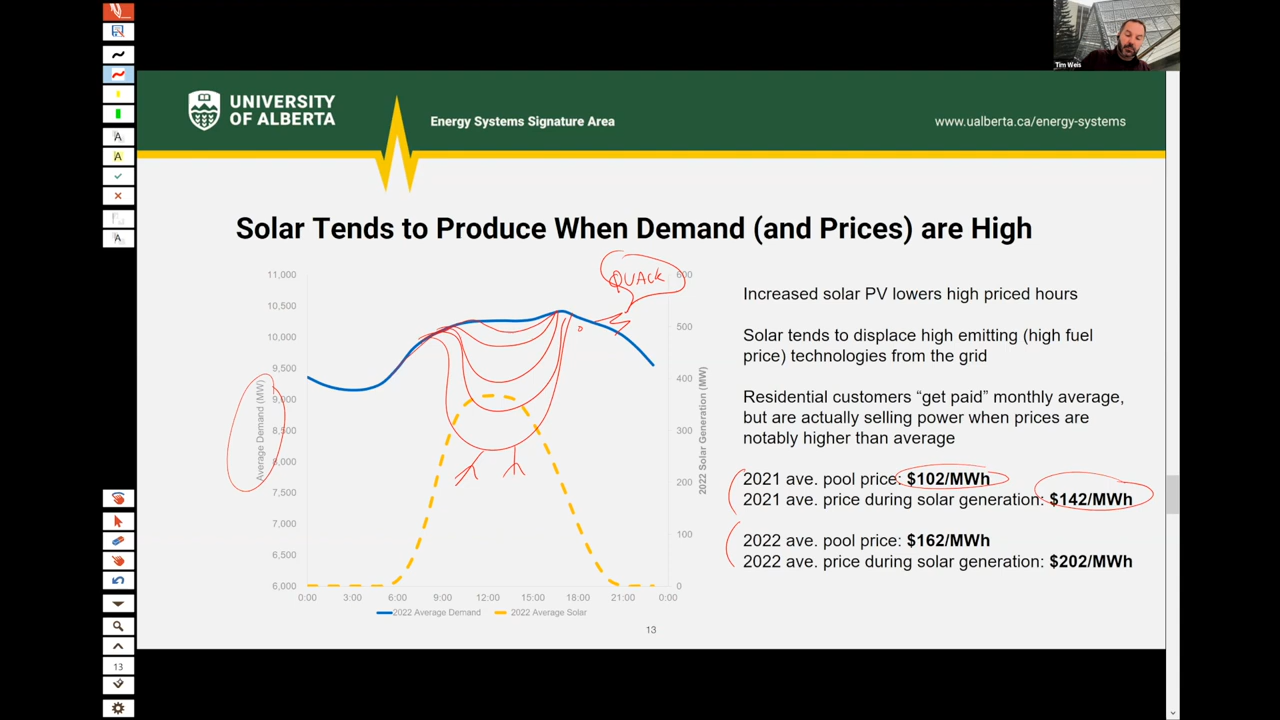 Tim Weis
UNIVERSITY
OF ALBERTA
Energy Systems Signature Area
www.ualberta.ca/energy-systems
Solar Tends to Produce When Demand (and Prices) are High
QUACK
11,000
10,500
10,000
9,500
9,000
8,500
8,000
7,500
7,000
6,500
6,000
Average Demand (MW)
600
500
400
300
200
100
0
2022 Solar Generation (MW)
0:00 3:00 6:00 9:00 12:00 15:00 18:00 21:00 0:00
2022 Average Demand 2022 Average Solar
Increased solar PV lowers high priced hours
Solar tends to displace high emitting (high fuel
price) technologies from the grid
Residential customers “get paid” monthly average,
but are actually selling power when prices are
notably higher than average
2021 ave. pool price: $102/MWh
2021 ave. price during solar generation: $142/MWh
2022 ave. pool price: $162/MWh
2022 ave. price during solar generation: $202/MWh
13
A
A
A
13